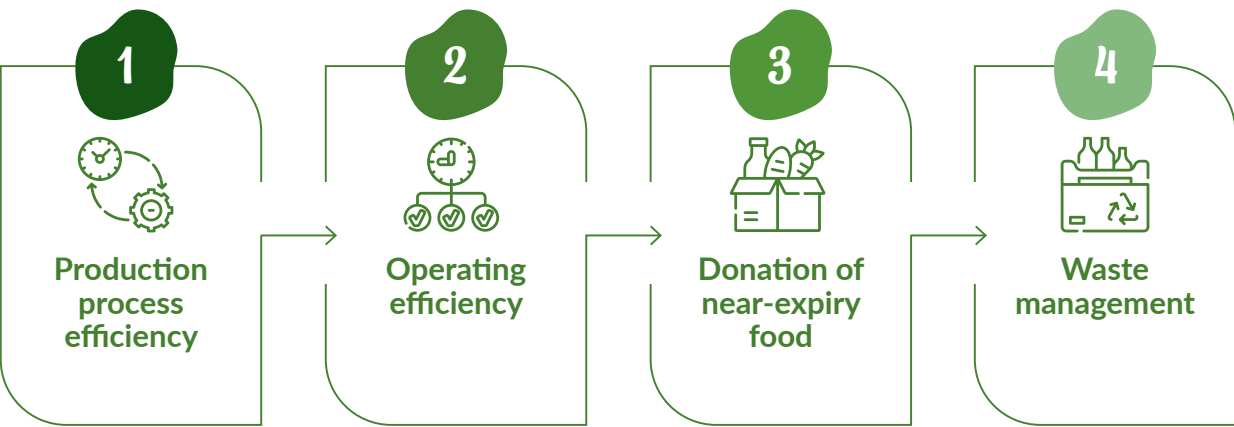 1
Production
process
efficiency
2
Operating
efficiency
3
Donation of
near-expiry
food
4
Waste
management